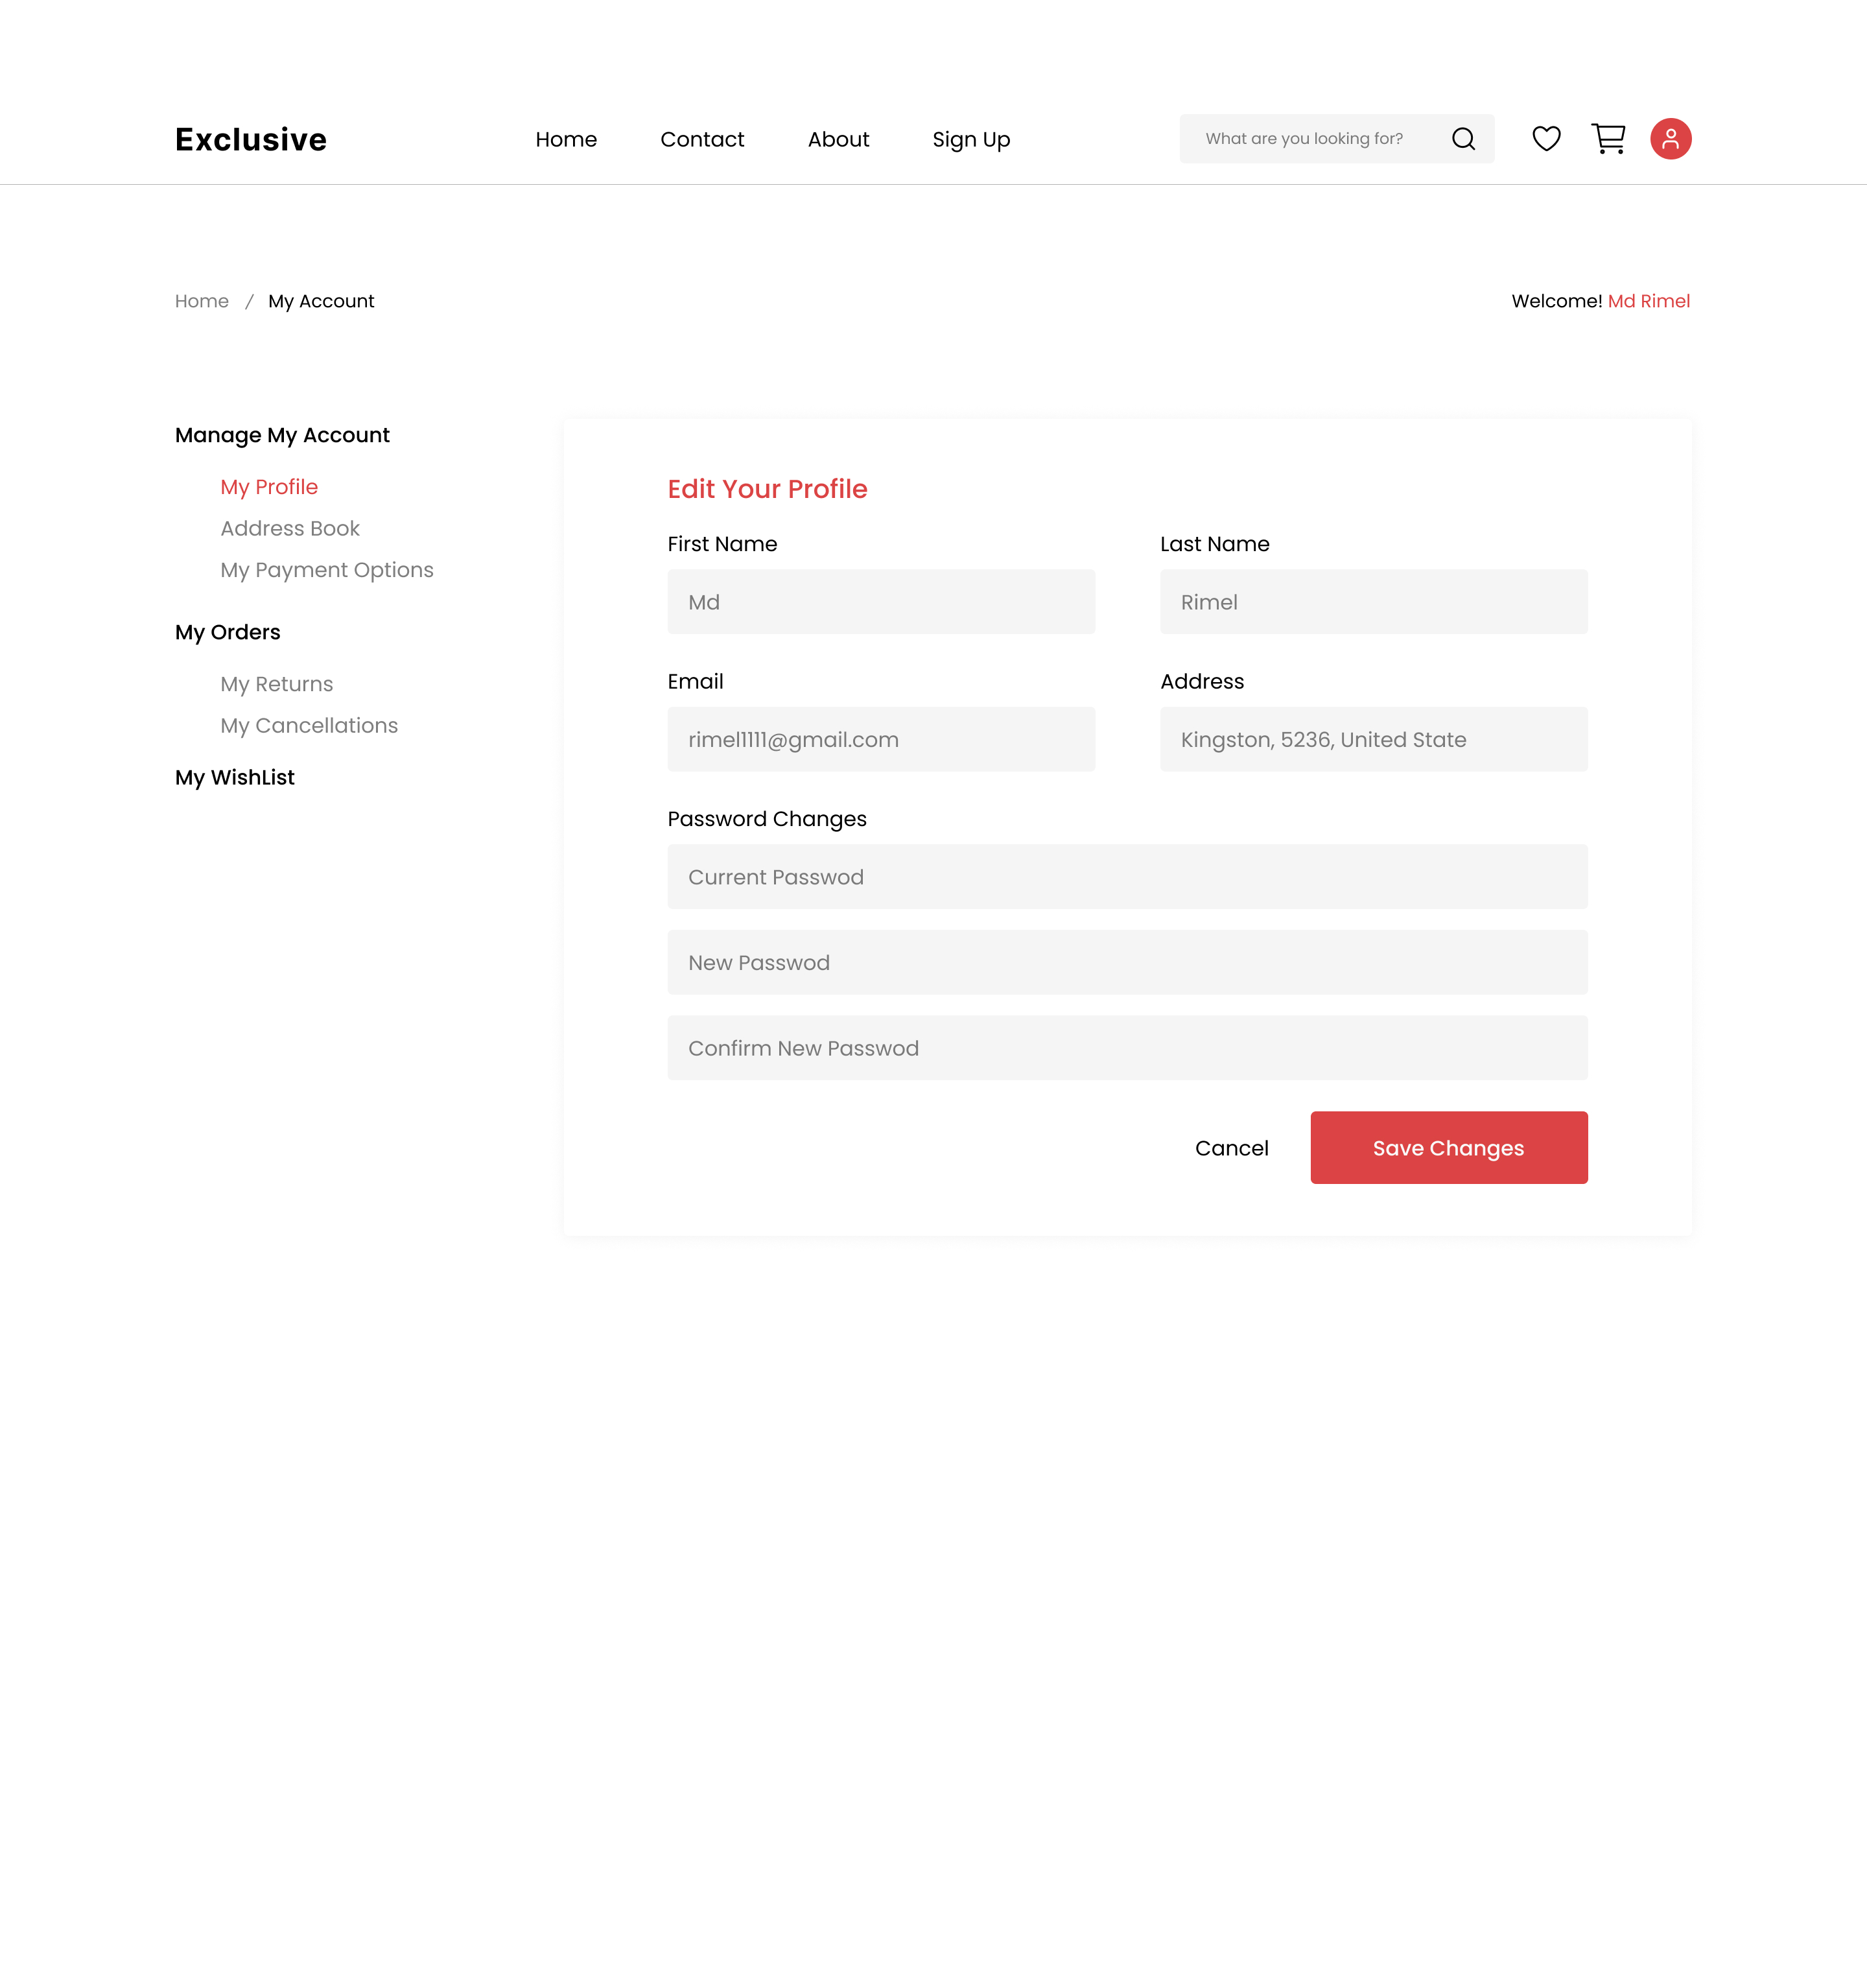 Exclusive
Home Contact About Sign Up
What are you looking for?
Home / My Account
Welcome! Md Rimel
Manage My Account
My Profile
Address Book
My Payment Options
My Orders
My Returns
My Cancellations
My WishList
Edit Your Profile
First Name
Md
Last Name
Rimel
Email
rimel1111@gmail.com
Address
Kingston, 5236, United State
Password Changes
Current Passwod
New Passwod
Confirm New Passwod
Cancel
Save Changes